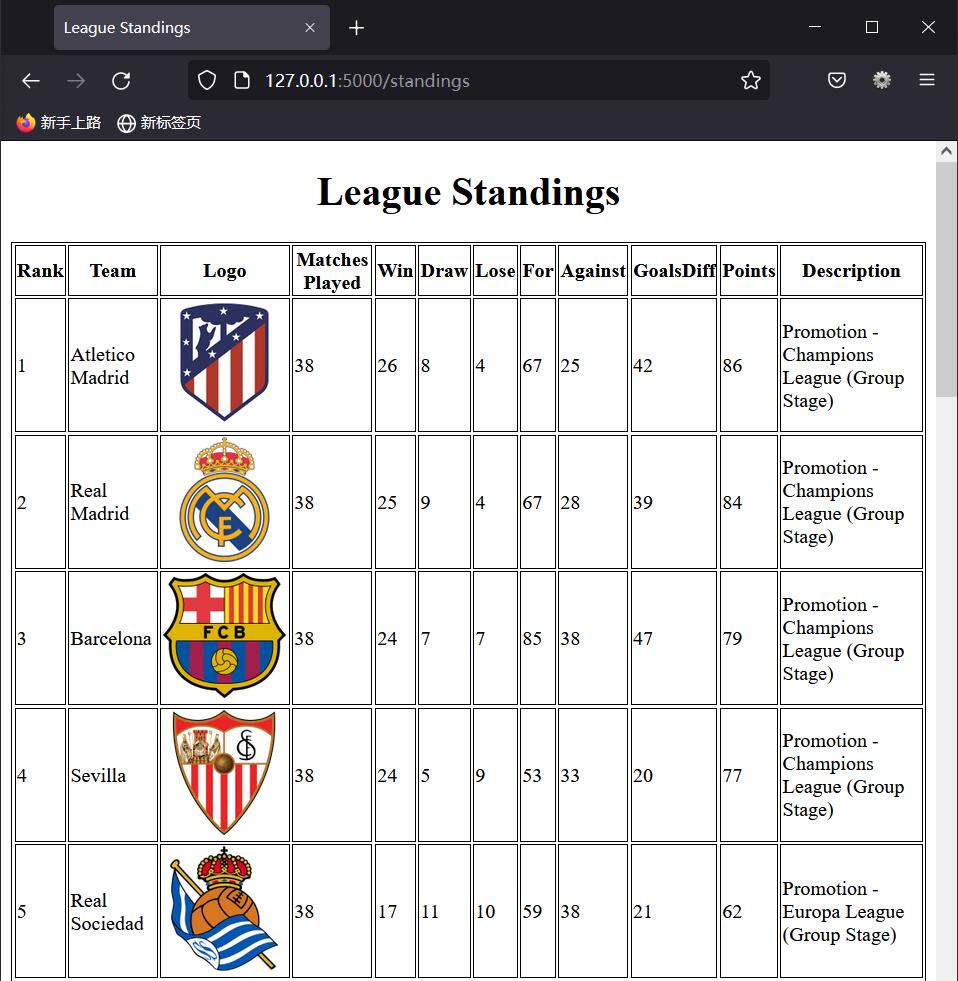 League Standings
127.0.0.1:5000/standings
新手上路 新标签页
League Standings
Rank Team Logo Matches Played Win Draw Lose For Against GoalsDiff Points Description
1 Atletico Madrid 38 26 8 4 67 25 42 86 Promotion - Champions League (Group Stage)
2 Real Madrid 38 25 9 4 67 28 39 84 Promotion - Champions League (Group Stage)
3 Barcelona FCB 38 24 7 7 85 38 47 79 Promotion - Champions League (Group Stage)
4 Sevilla 38 24 5 9 53 33 20 77 Promotion - Champions League (Group Stage)
5 Real Sociedad 38 17 11 10 59 38 21 62 Promotion - Europa League (Group Stage)